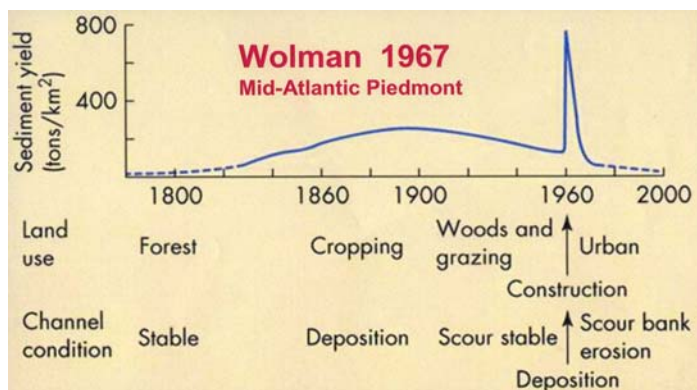 Wolman 1967
Mid-Atlantic Piedmont
Sediment yield
(tons/km²)
800
400
1800
1860
1900
1960
2000
Land
use
Forest
Cropping
Woods and
grazing
Urban
Construction
Channel
condition
Stable
Deposition
Scour stable
Scour bank
erosion
Deposition